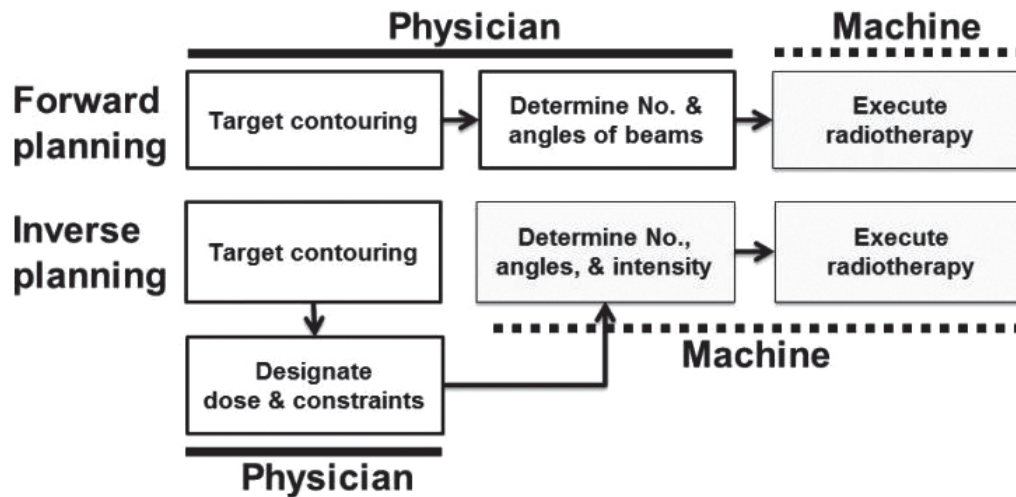 Physician
Machine
Forward
planning
Target contouring
Determine No. &
angles of beams
Execute
radiotherapy
Inverse
planning
Target contouring
Determine No.,
angles, & intensity
Execute
radiotherapy
Machine
Designate
dose & constraints
Physician